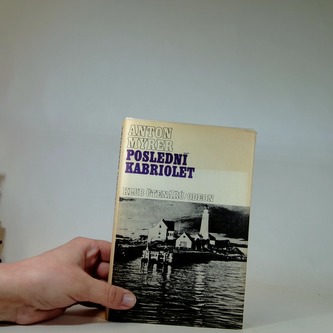 ANTON
MYRER
POSLEDNÍ
KABRIOLET
KLUB ČTENÁŘŮ ODEON